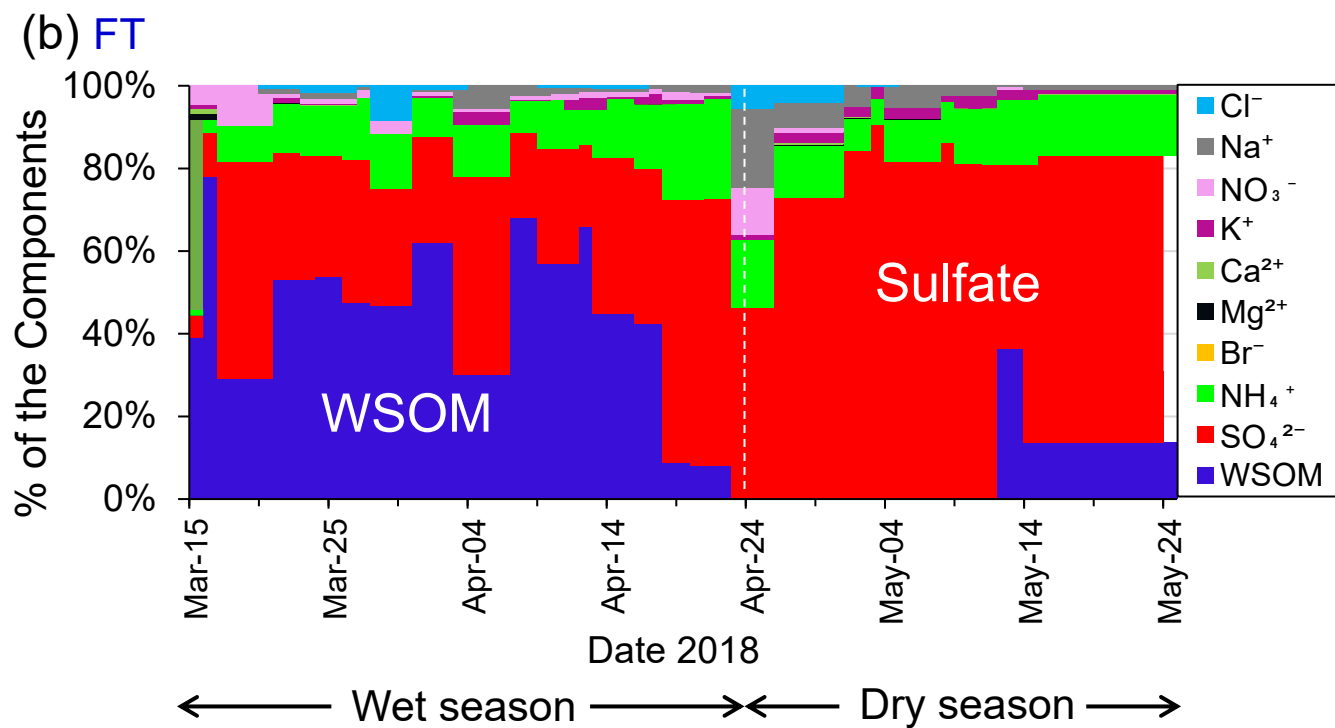 (b) FT
% of the Components
100%
80%
60%
40%
20%
0%
WSOM
Sulfate
Cl⁻
Na⁺
NO₃⁻
K⁺
Ca²⁺
Mg²⁺
Br⁻
NH₄⁺
SO₄²⁻
WSOM
Mar-15
Mar-25
Apr-04
Apr-14
Apr-24
May-04
May-14
May-24
Date 2018
Wet season
Dry season